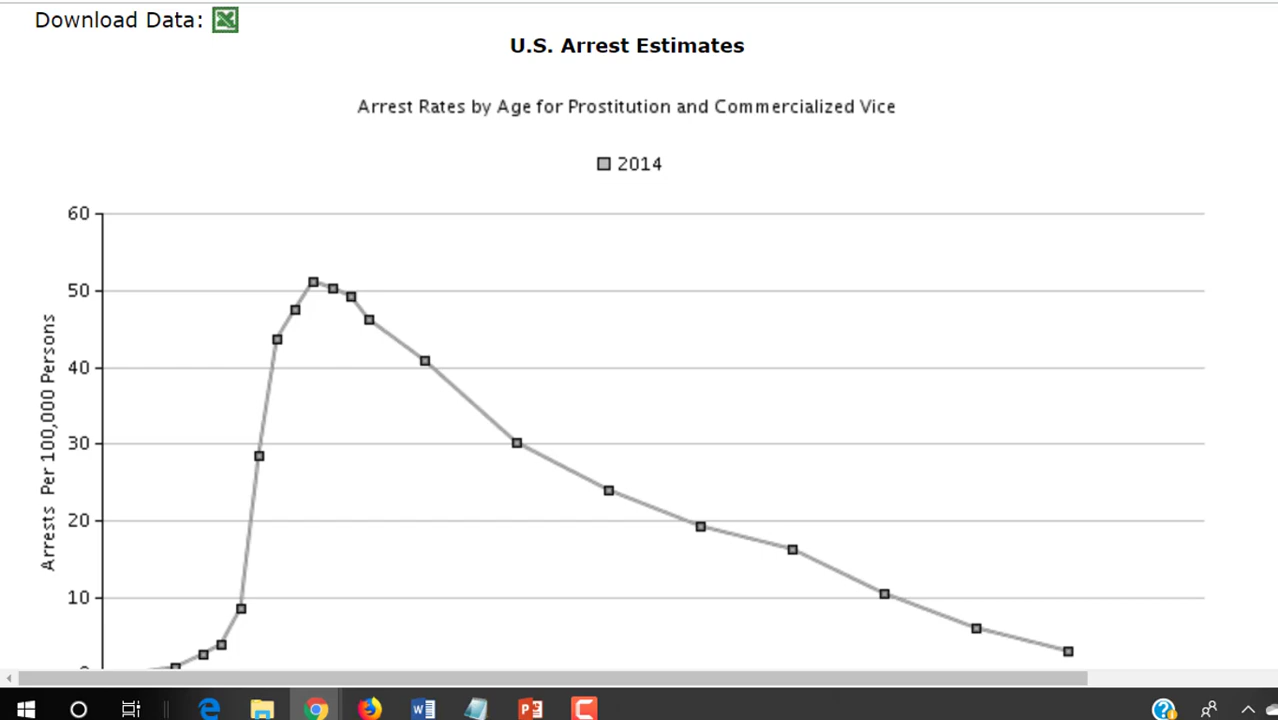 Download Data:
U.S. Arrest Estimates
Arrest Rates by Age for Prostitution and Commercialized Vice
2014
60
50
40
30
20
10
0
Arrests Per 100,000 Persons